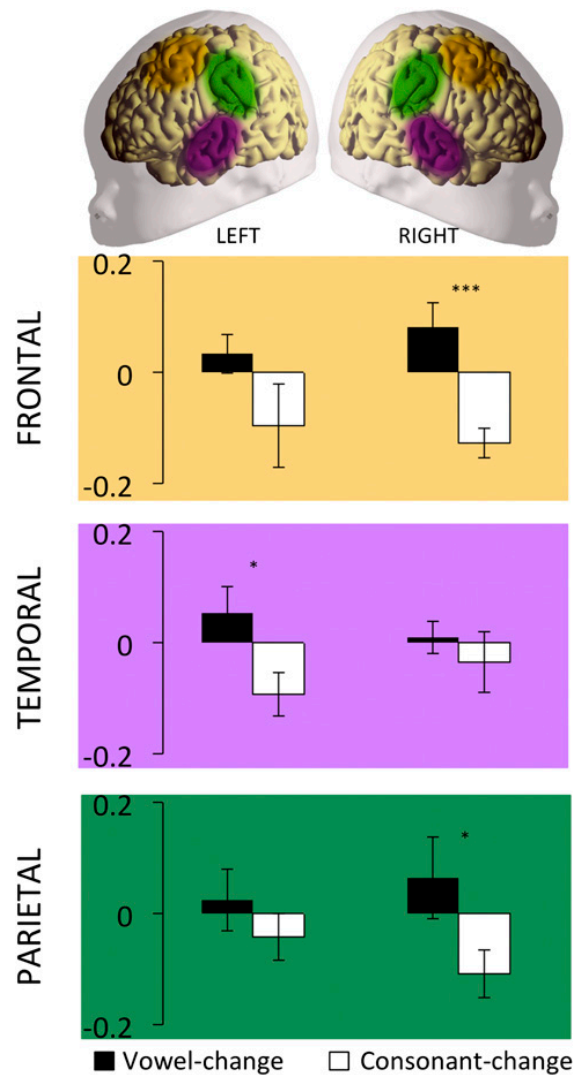 LEFT RIGHT
FRONTAL
0.2
***
0
-0.2
TEMPORAL
0.2
*
0
-0.2
PARIETAL
0.2
*
0
-0.2
Vowel-change Consonant-change